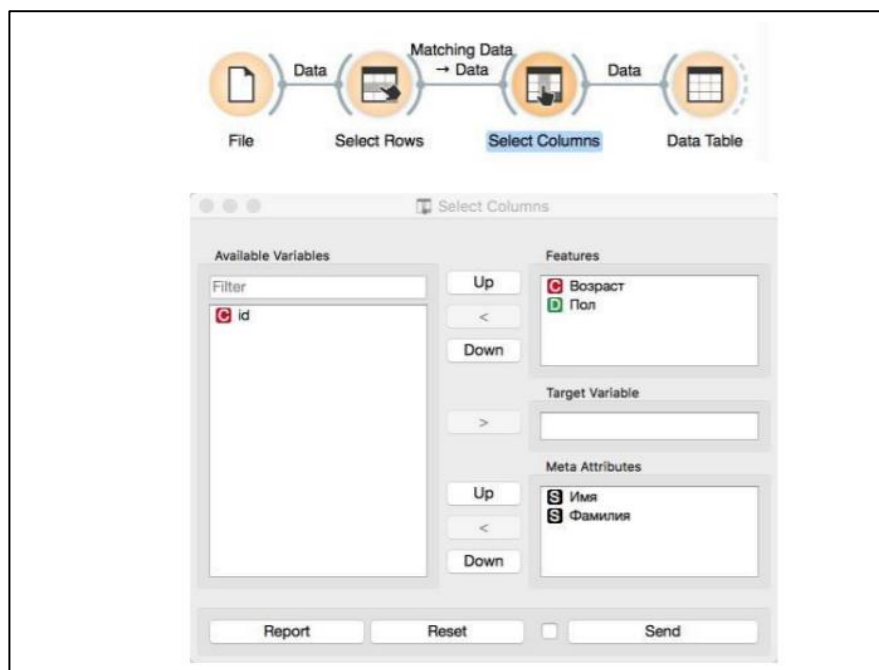 Data
Matching Data
→ Data
Data
File
Select Rows
Select Columns
Data Table
Select Columns
Available Variables
Filter
C id
Up
<
Down
>
Up
<
Down
Features
C Возраст
D Пол
Target Variable
Meta Attributes
S Имя
S Фамилия
Report
Reset
Send